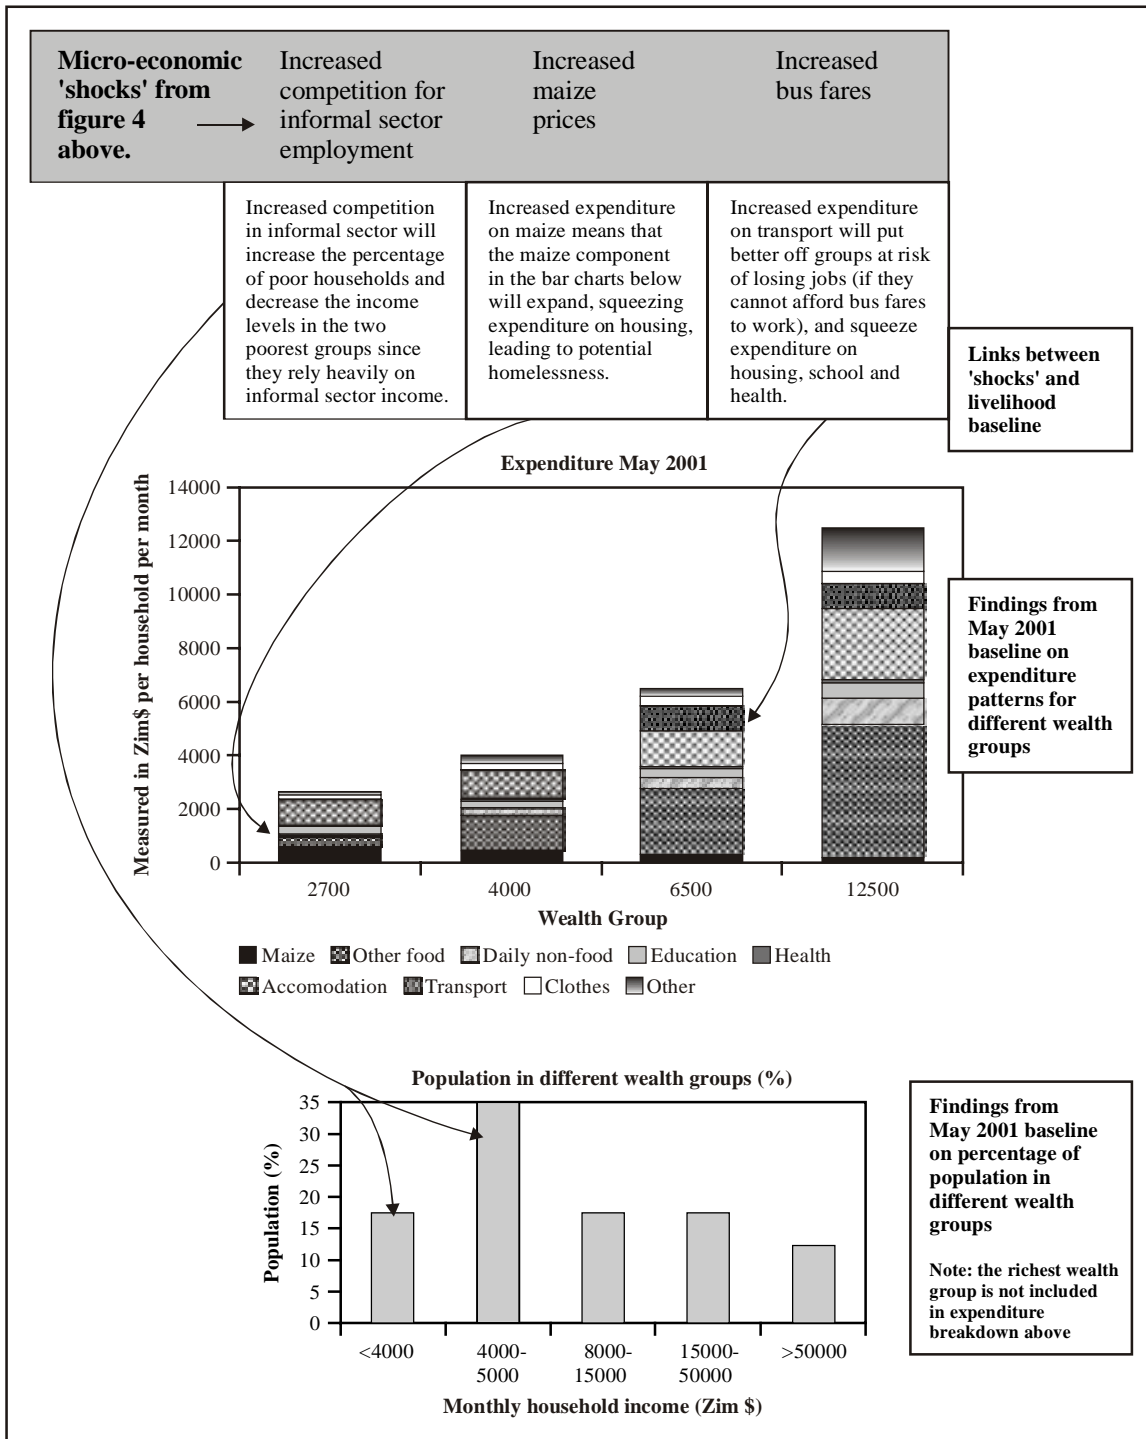 Micro-economic
'shocks' from
figure 4
above.
Increased
competition for
informal sector
employment
Increased
maize
prices
Increased
bus fares
Increased competition
in informal sector will
increase the percentage
of poor households and
decrease the income
levels in the two
poorest groups since
they rely heavily on
informal sector income.
Increased expenditure
on maize means that
the maize component
in the bar charts below
will expand, squeezing
expenditure on housing,
leading to potential
homelessness.
Increased expenditure
on transport will put
better off groups at risk
of losing jobs (if they
cannot afford bus fares
to work), and squeeze
expenditure on
housing, school and
health.
Links between
'shocks' and
livelihood
baseline
Expenditure May 2001
Measured in Zim$ per household per month
14000
12000
10000
8000
6000
4000
2000
0
2700
4000
6500
12500
Wealth Group
Maize
Other food
Daily non-food
Education
Health
Accomodation
Transport
Clothes
Other
Findings from
May 2001
baseline on
expenditure
patterns for
different wealth
groups
Population in different wealth groups (%)
Population (%)
35
30
25
20
15
10
5
0
<4000
4000-
5000
8000-
15000
15000-
50000
>50000
Monthly household income (Zim $)
Findings from
May 2001 baseline
on percentage of
population in
different wealth
groups
Note: the richest wealth
group is not included
in expenditure
breakdown above